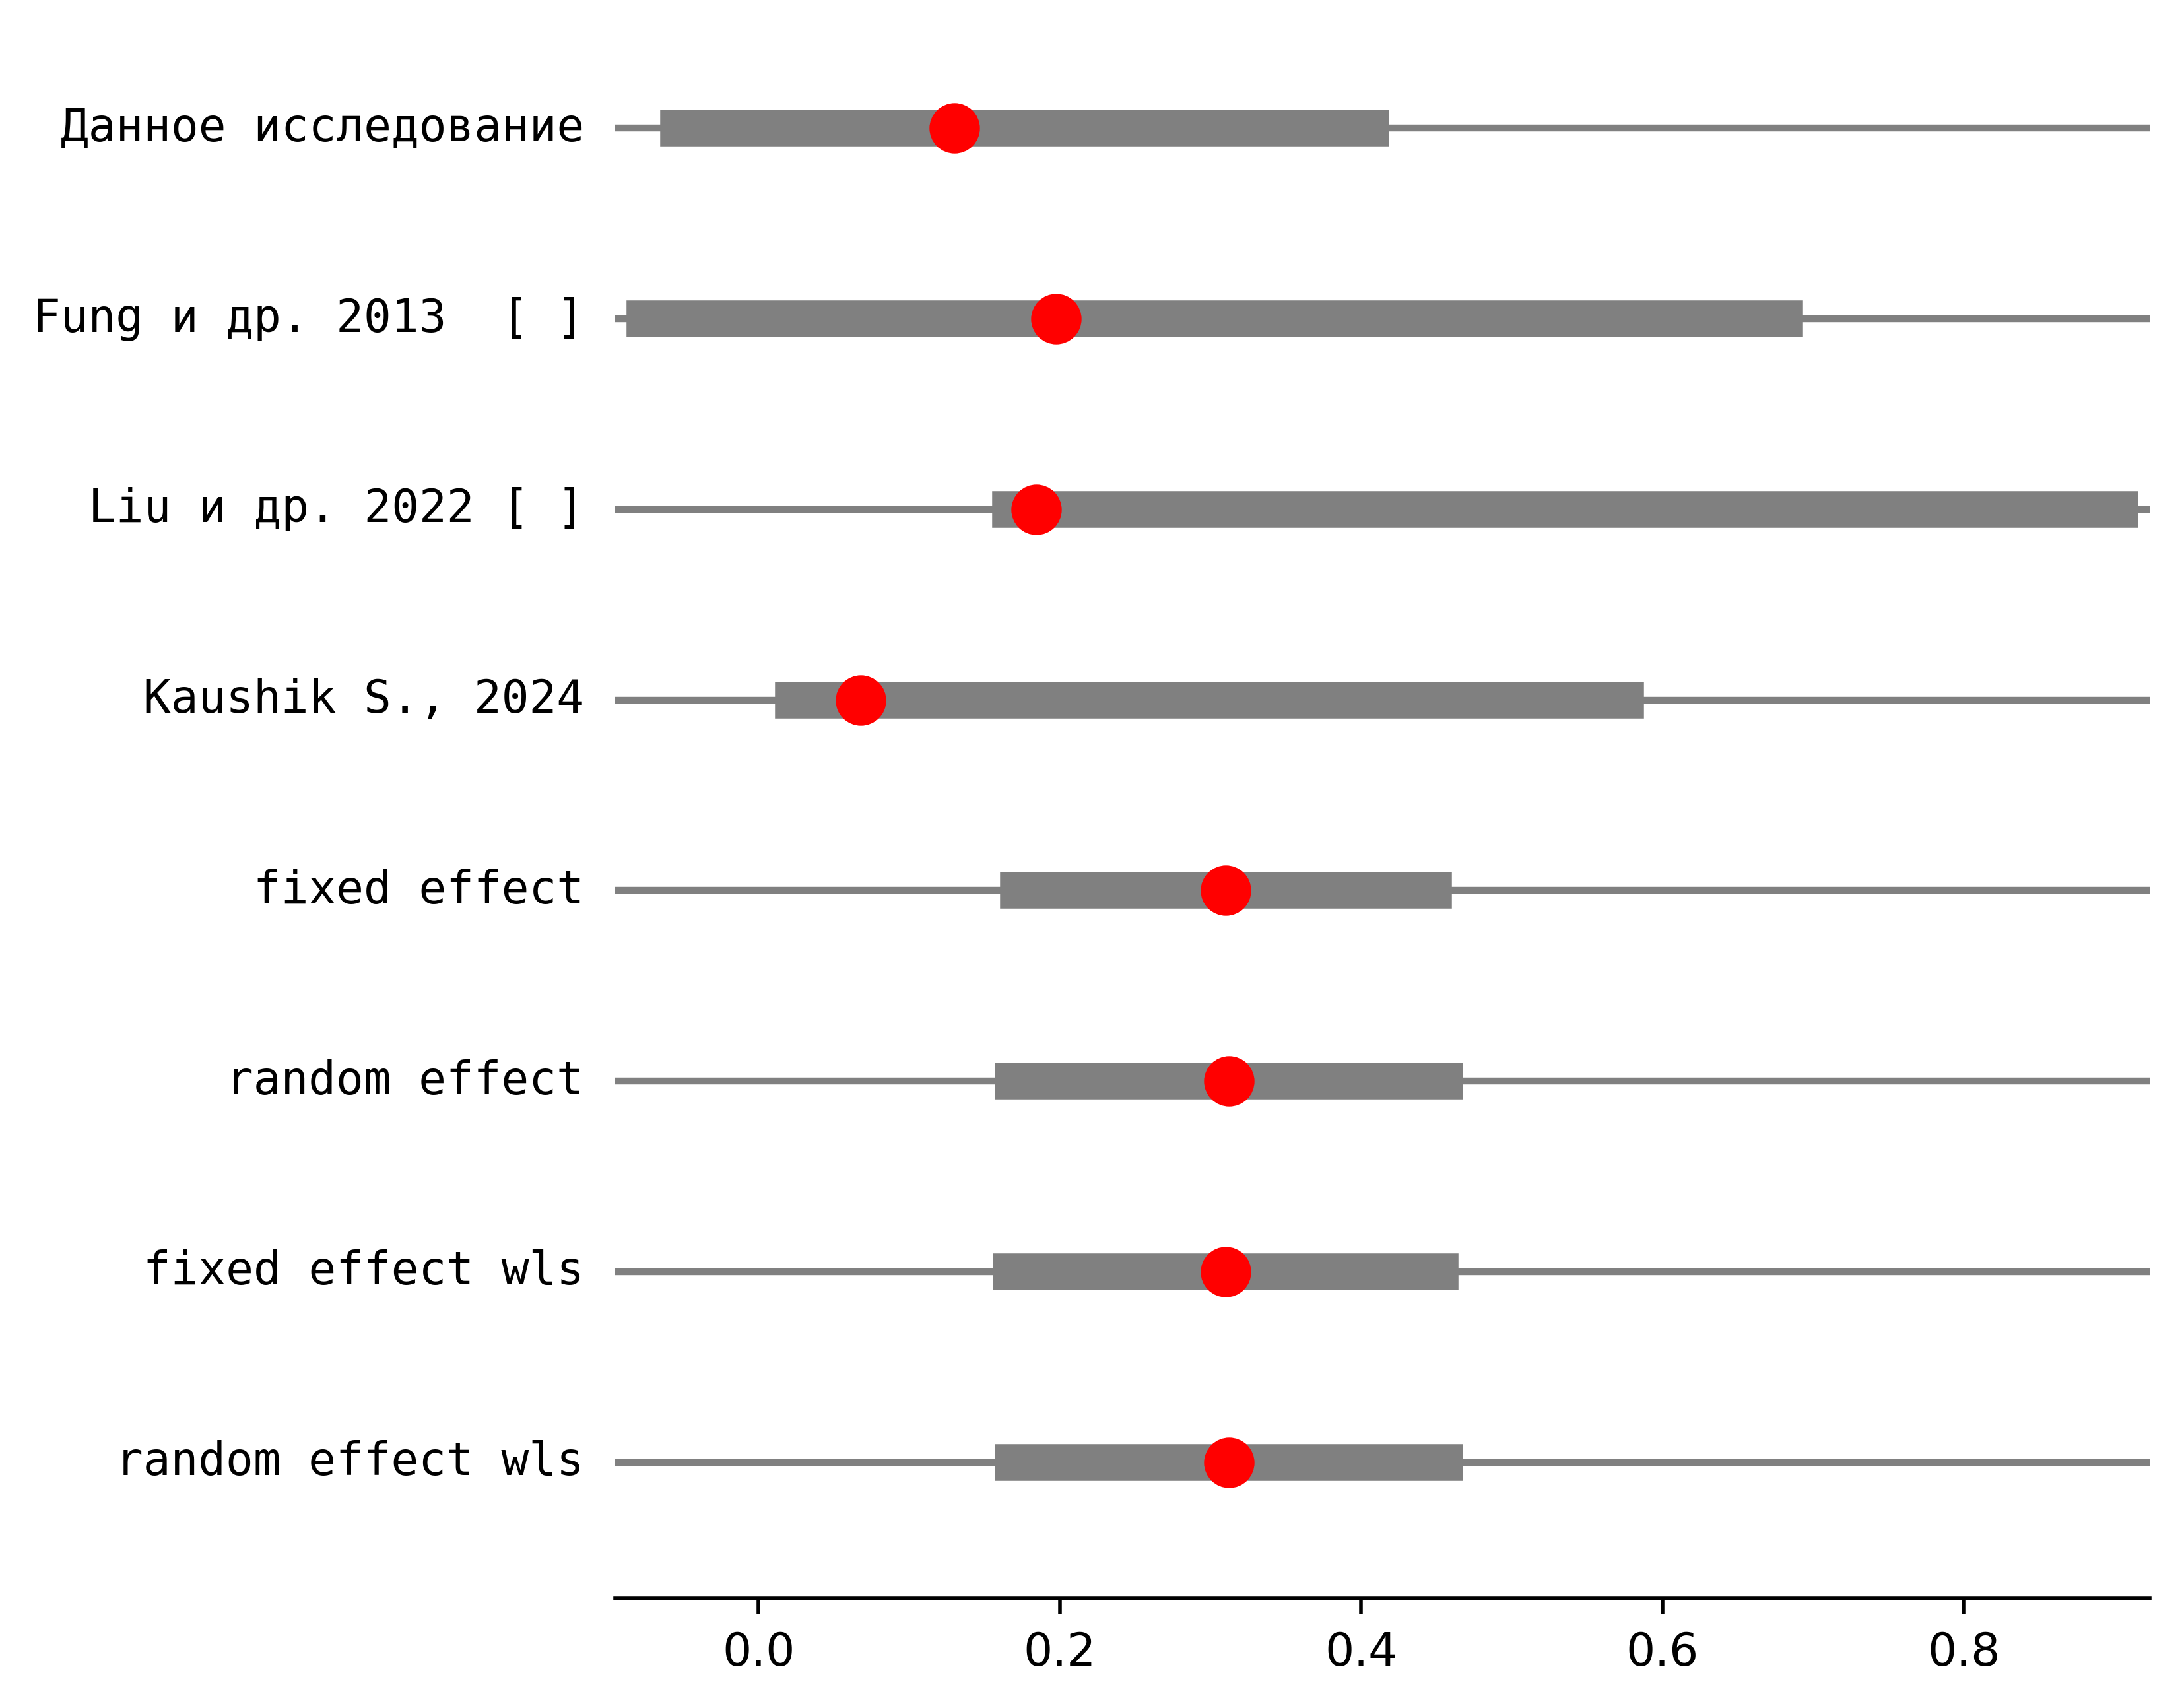 Данное исследование
Fung и др. 2013  [ ]
Liu и др. 2022 [ ]
Kaushik S., 2024
fixed effect
random effect
fixed effect wls
random effect wls
0.0 0.2 0.4 0.6 0.8